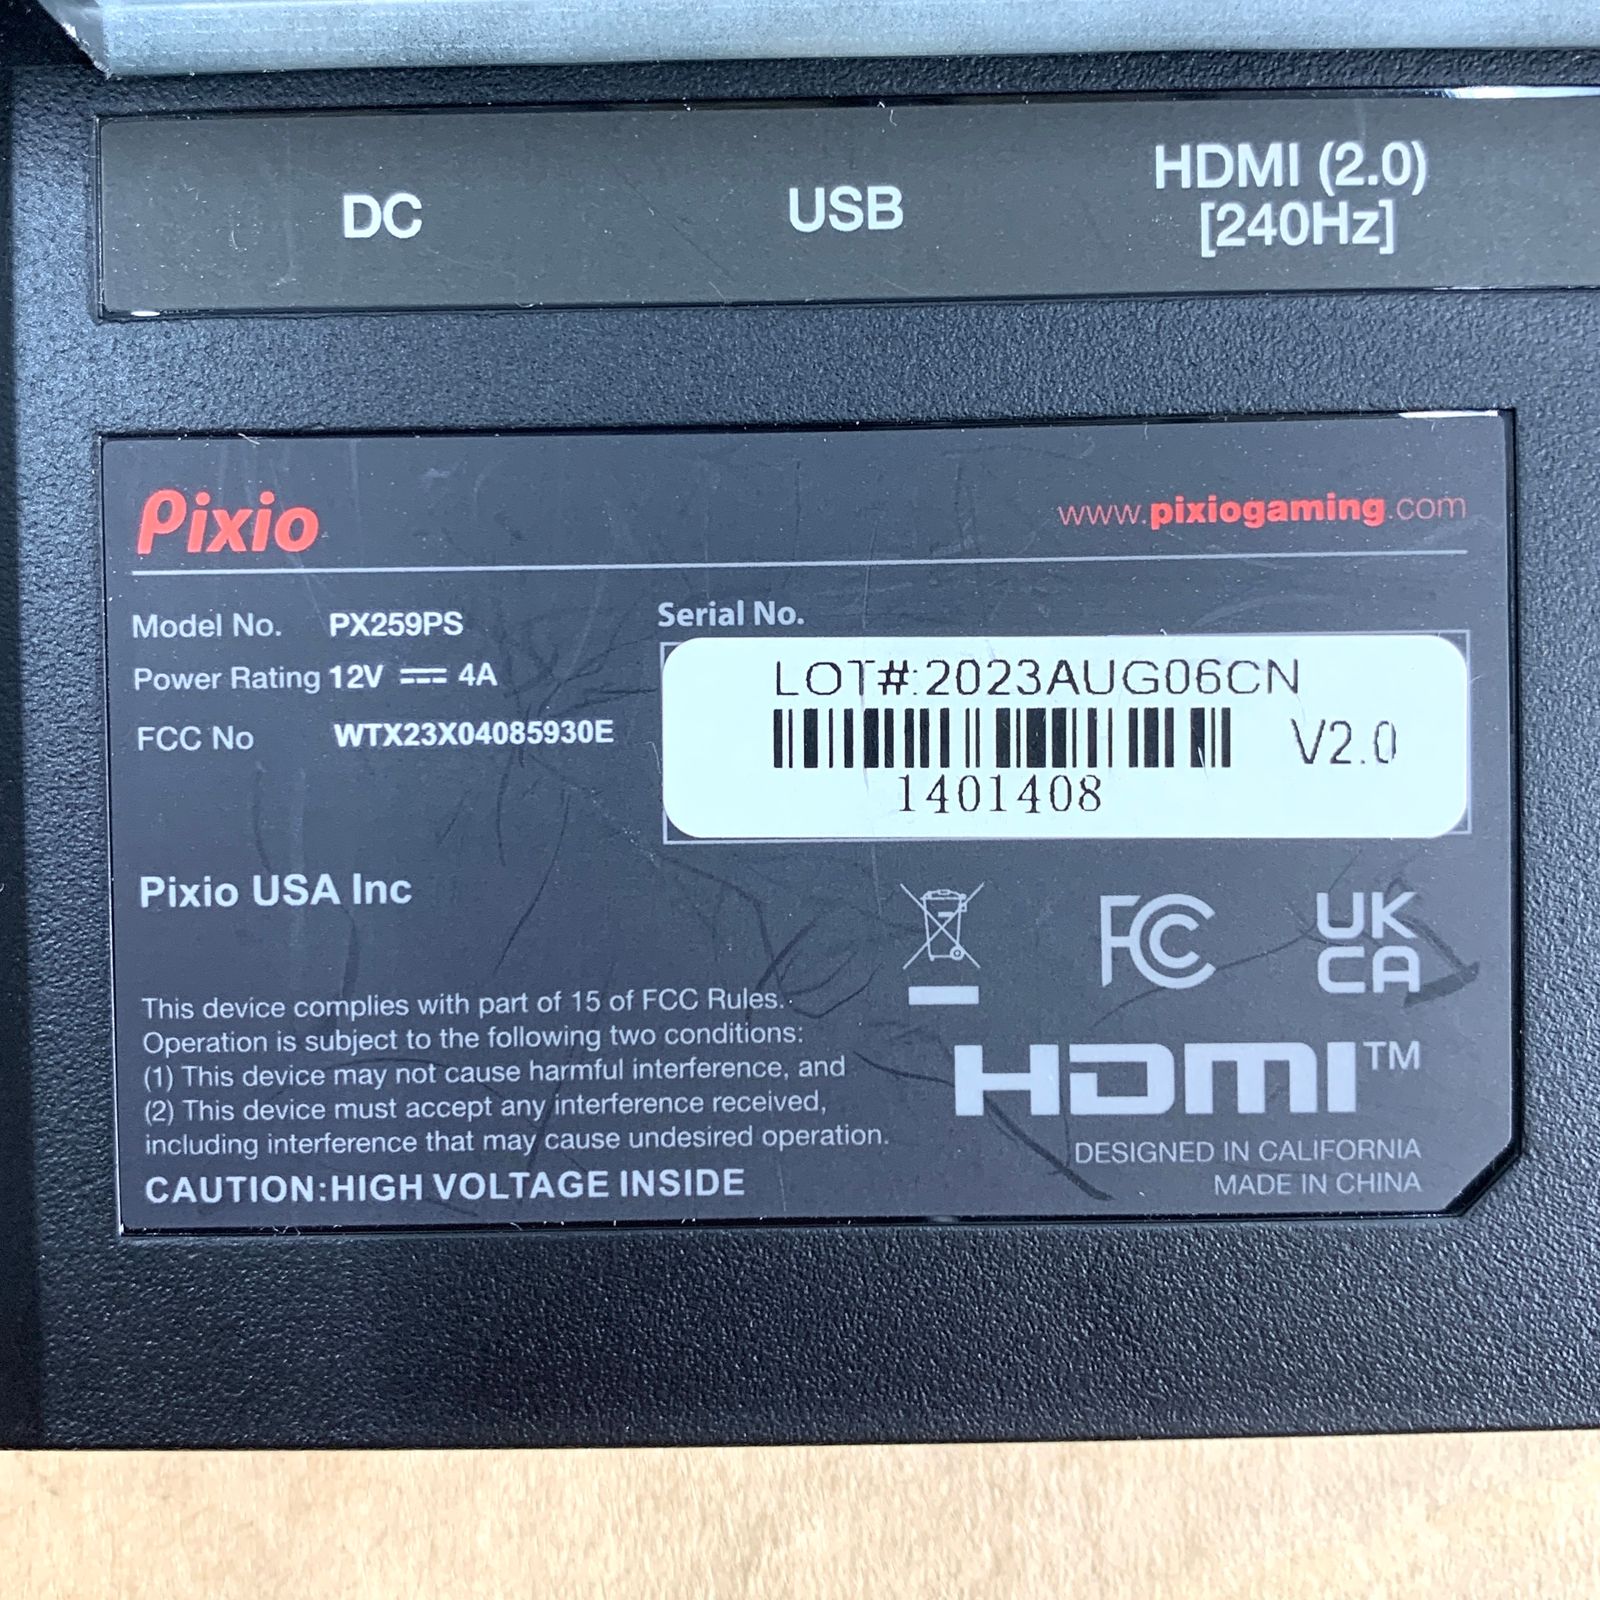 DC
USB
HDMI (2.0)
[240Hz]
Pixio
www.pixiogaming.com
Model No. PX259PS
Power Rating 12V ⎓ 4A
FCC No WTX23X04085930E
Serial No.
LOT#:2023AUG06CN
V2.0
1401408
Pixio USA Inc
FC
UK
CA
This device complies with part of 15 of FCC Rules.
Operation is subject to the following two conditions:
(1) This device may not cause harmful interference, and
(2) This device must accept any interference received,
including interference that may cause undesired operation.
CAUTION:HIGH VOLTAGE INSIDE
HDMI™
DESIGNED IN CALIFORNIA
MADE IN CHINA